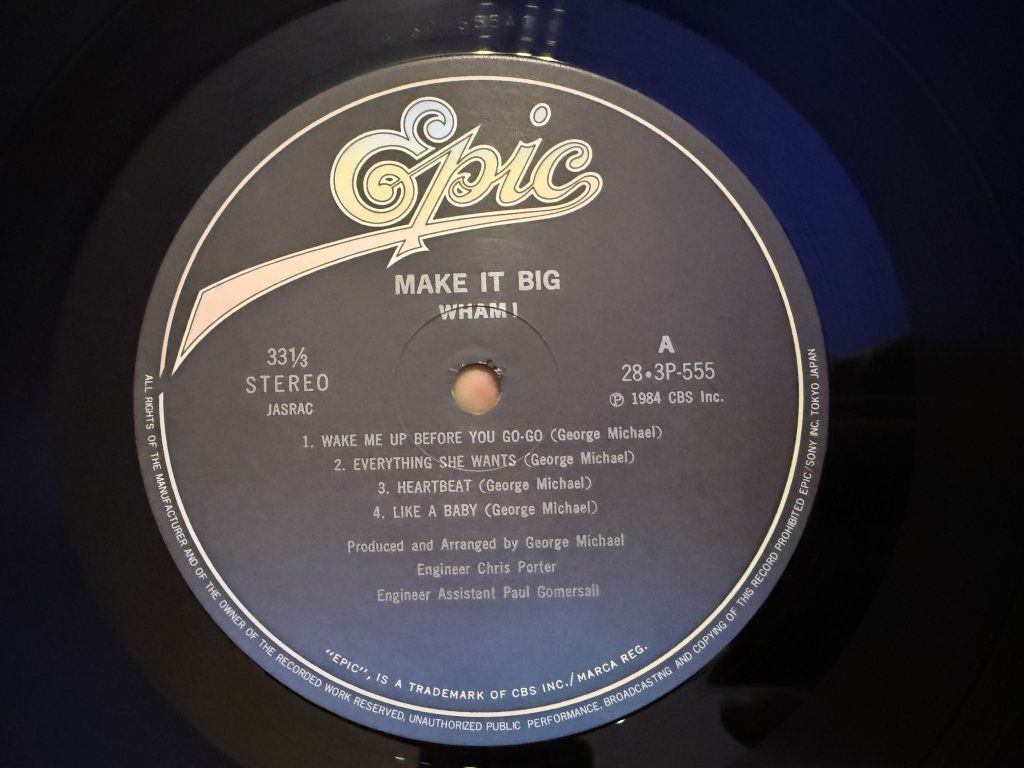 Epic
MAKE IT BIG
WHAM!
33⅓
STEREO
JASRAC
A
28・3P-555
Ⓟ 1984 CBS Inc.
1. WAKE ME UP BEFORE YOU GO-GO (George Michael)
2. EVERYTHING SHE WANTS (George Michael)
3. HEARTBEAT (George Michael)
4. LIKE A BABY (George Michael)
Produced and Arranged by George Michael
Engineer Chris Porter
Engineer Assistant Paul Gomersall
"EPIC", IS A TRADEMARK OF CBS INC./MARCA REG.
ALL RIGHTS OF THE MANUFACTURER AND OF THE OWNER OF THE RECORDED WORK RESERVED, UNAUTHORIZED PUBLIC PERFORMANCE, BROADCASTING AND COPYING OF THIS RECORD PROHIBITED EPIC/SONY INC. TOKYO JAPAN